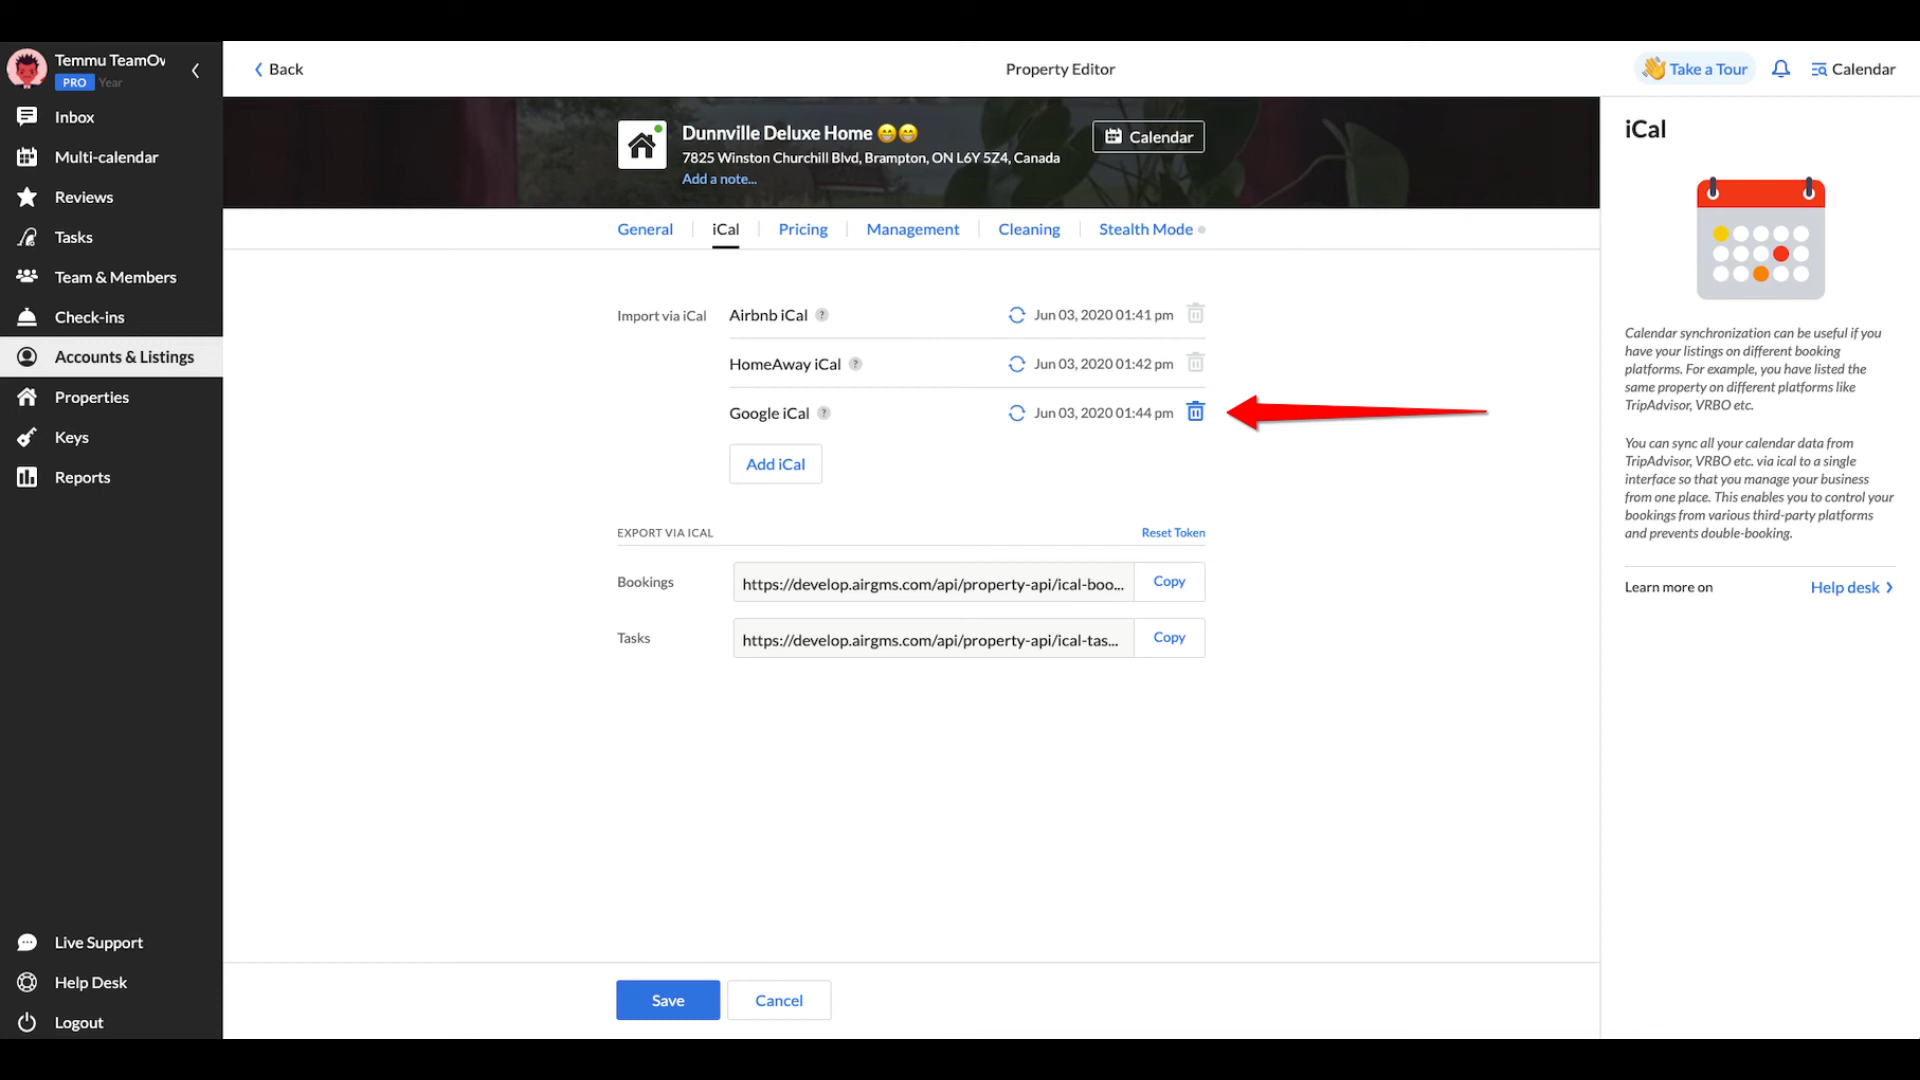 Temmu TeamOw
PRO Year
Inbox
Multi-calendar
Reviews
Tasks
Team & Members
Check-ins
Accounts & Listings
Properties
Keys
Reports
Live Support
Help Desk
Logout
Back
Property Editor
Take a Tour
Calendar
Dunnville Deluxe Home 😁😁
7825 Winston Churchill Blvd, Brampton, ON L6Y 5Z4, Canada
Add a note...
Calendar
General
iCal
Pricing
Management
Cleaning
Stealth Mode
Import via iCal
Airbnb iCal ?
Jun 03, 2020 01:41 pm
HomeAway iCal ?
Jun 03, 2020 01:42 pm
Google iCal ?
Jun 03, 2020 01:44 pm
Add iCal
EXPORT VIA ICAL
Reset Token
Bookings
https://develop.airgms.com/api/property-api/ical-boo...
Copy
Tasks
https://develop.airgms.com/api/property-api/ical-tas...
Copy
Save
Cancel
iCal
Calendar synchronization can be useful if you
have your listings on different booking
platforms. For example, you have listed the
same property on different platforms like
TripAdvisor, VRBO etc.
You can sync all your calendar data from
TripAdvisor, VRBO etc. via ical to a single
interface so that you manage your business
from one place. This enables you to control your
bookings from various third-party platforms
and prevents double-booking.
Learn more on
Help desk